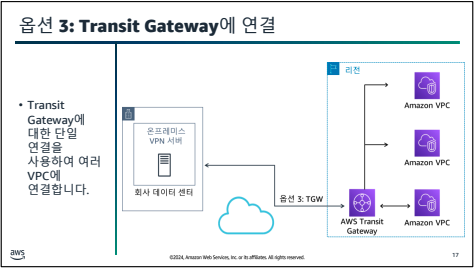 옵션 3: Transit Gateway에 연결
• Transit
Gateway에
대한 단일
연결을
사용하여 여러
VPC에
연결합니다.
온프레미스
VPN 서버
회사 데이터 센터
리전
Amazon VPC
Amazon VPC
옵션 3: TGW
AWS Transit
Gateway
Amazon VPC
aws
©2024, Amazon Web Services, Inc. or its affiliates. All rights reserved.
17